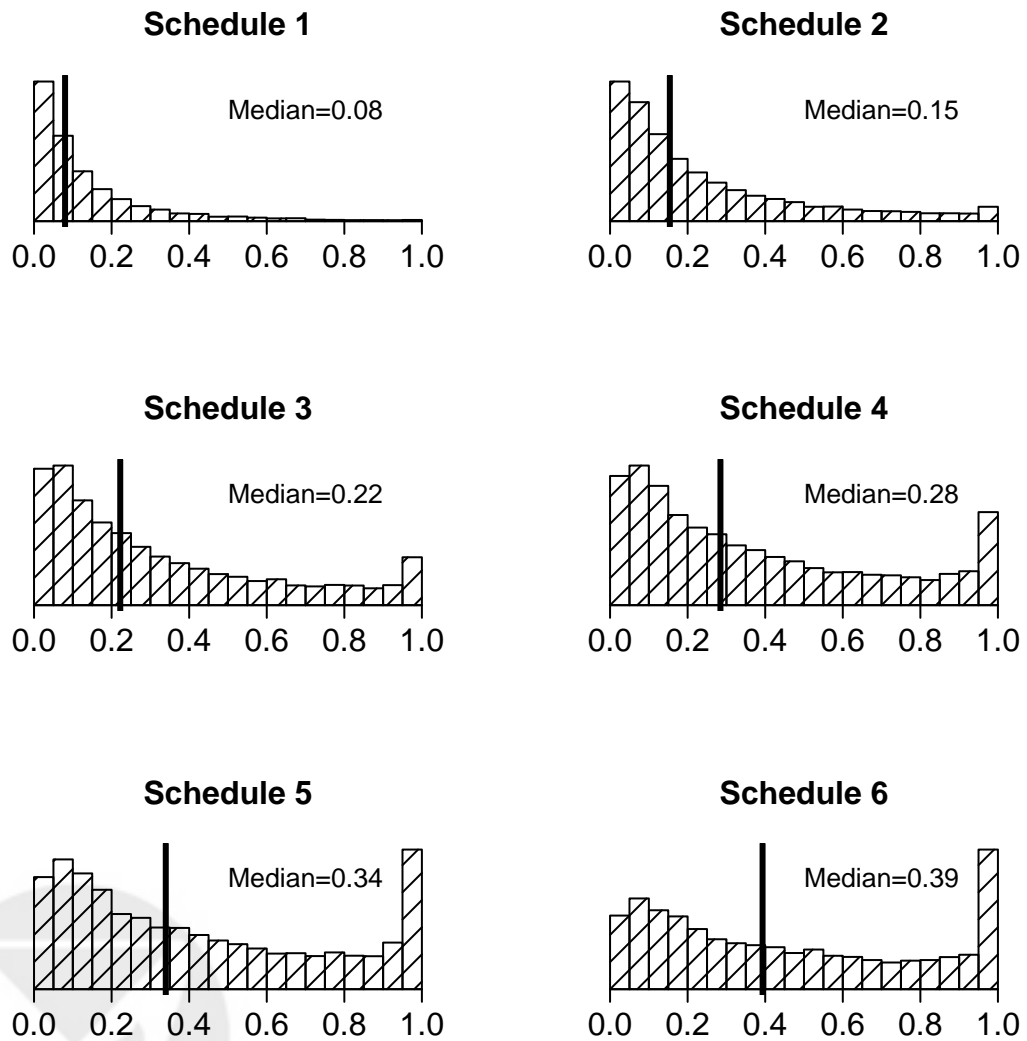 Schedule 1
Median=0.08
0.0 0.2 0.4 0.6 0.8 1.0
Schedule 2
Median=0.15
0.0 0.2 0.4 0.6 0.8 1.0
Schedule 3
Median=0.22
0.0 0.2 0.4 0.6 0.8 1.0
Schedule 4
Median=0.28
0.0 0.2 0.4 0.6 0.8 1.0
Schedule 5
Median=0.34
0.0 0.2 0.4 0.6 0.8 1.0
Schedule 6
Median=0.39
0.0 0.2 0.4 0.6 0.8 1.0